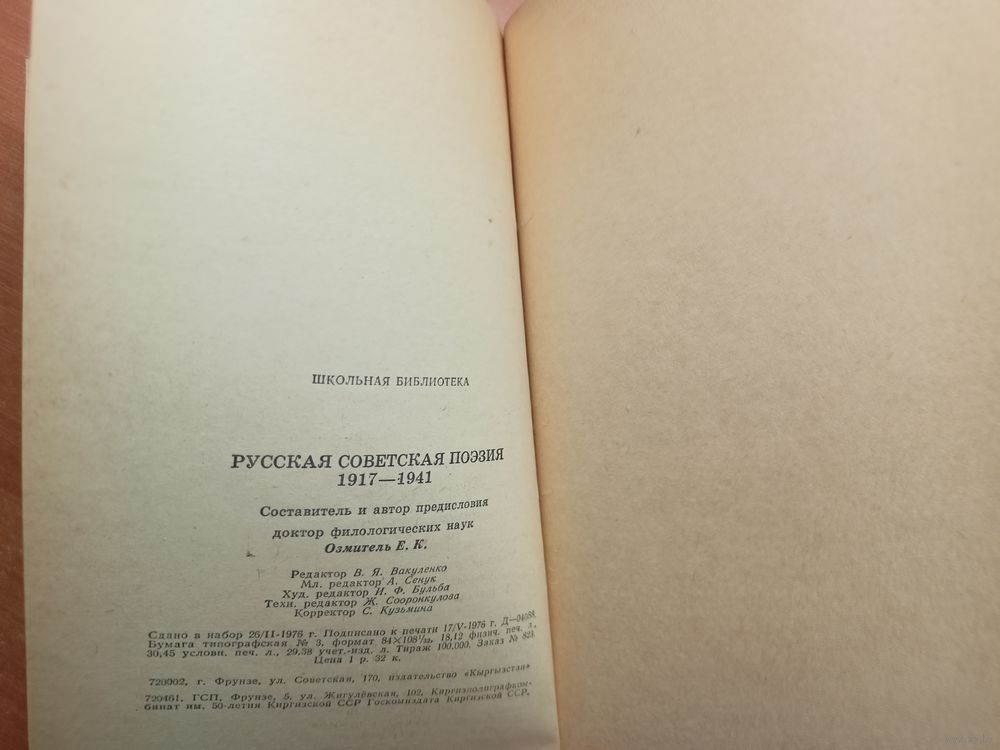 ШКОЛЬНАЯ БИБЛИОТЕКА
РУССКАЯ СОВЕТСКАЯ ПОЭЗИЯ
1917—1941
Составитель и автор предисловия
доктор филологических наук
Озмитель Е. К.
Редактор В. Я. Вакуленко
Мл. редактор А. Сенук
Худ. редактор И. Ф. Бульба
Техн. редактор Ж. Сооронкулова
Корректор С. Кузьмина
Сдано в набор 26/II-1976 г. Подписано к печати 17/V-1976 г. Д—04088.
Бумага типографская № 3, формат 84×108¹/₃₂. 18,12 физич. печ. л.,
30,45 условн. печ. л., 29,38 учет.-изд. л. Тираж 100.000. Заказ № 823.
Цена 1 р. 32 к.
720002, г. Фрунзе, ул. Советская, 170, издательство «Кыргызстан»
720461, ГСП, Фрунзе, 5, ул. Жигулёвская, 102, Киргизполиграфком-
бинат им. 50-летия Киргизской ССР Госкомиздата Киргизской ССР.